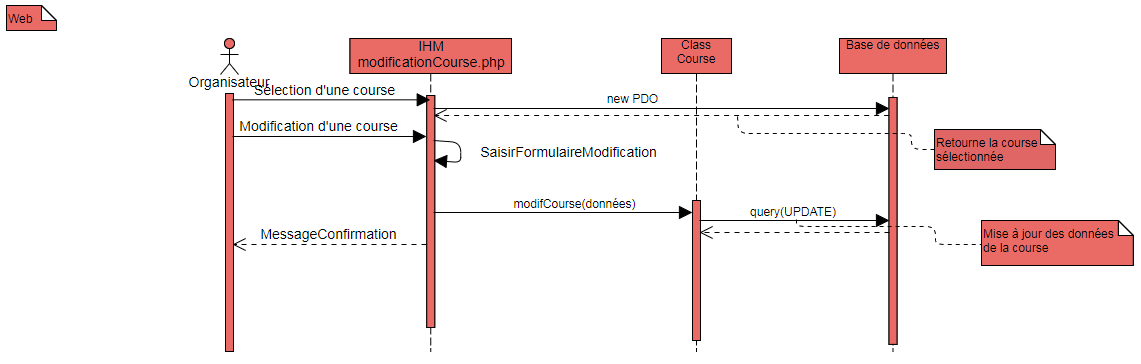 Web
Organisateur
IHM
modificationCourse.php
Class
Course
Base de données
Sélection d'une course
new PDO
Modification d'une course
Retourne la course
sélectionnée
SaisirFormulaireModification
modifCourse(données)
query(UPDATE)
MessageConfirmation
Mise à jour des données
de la course